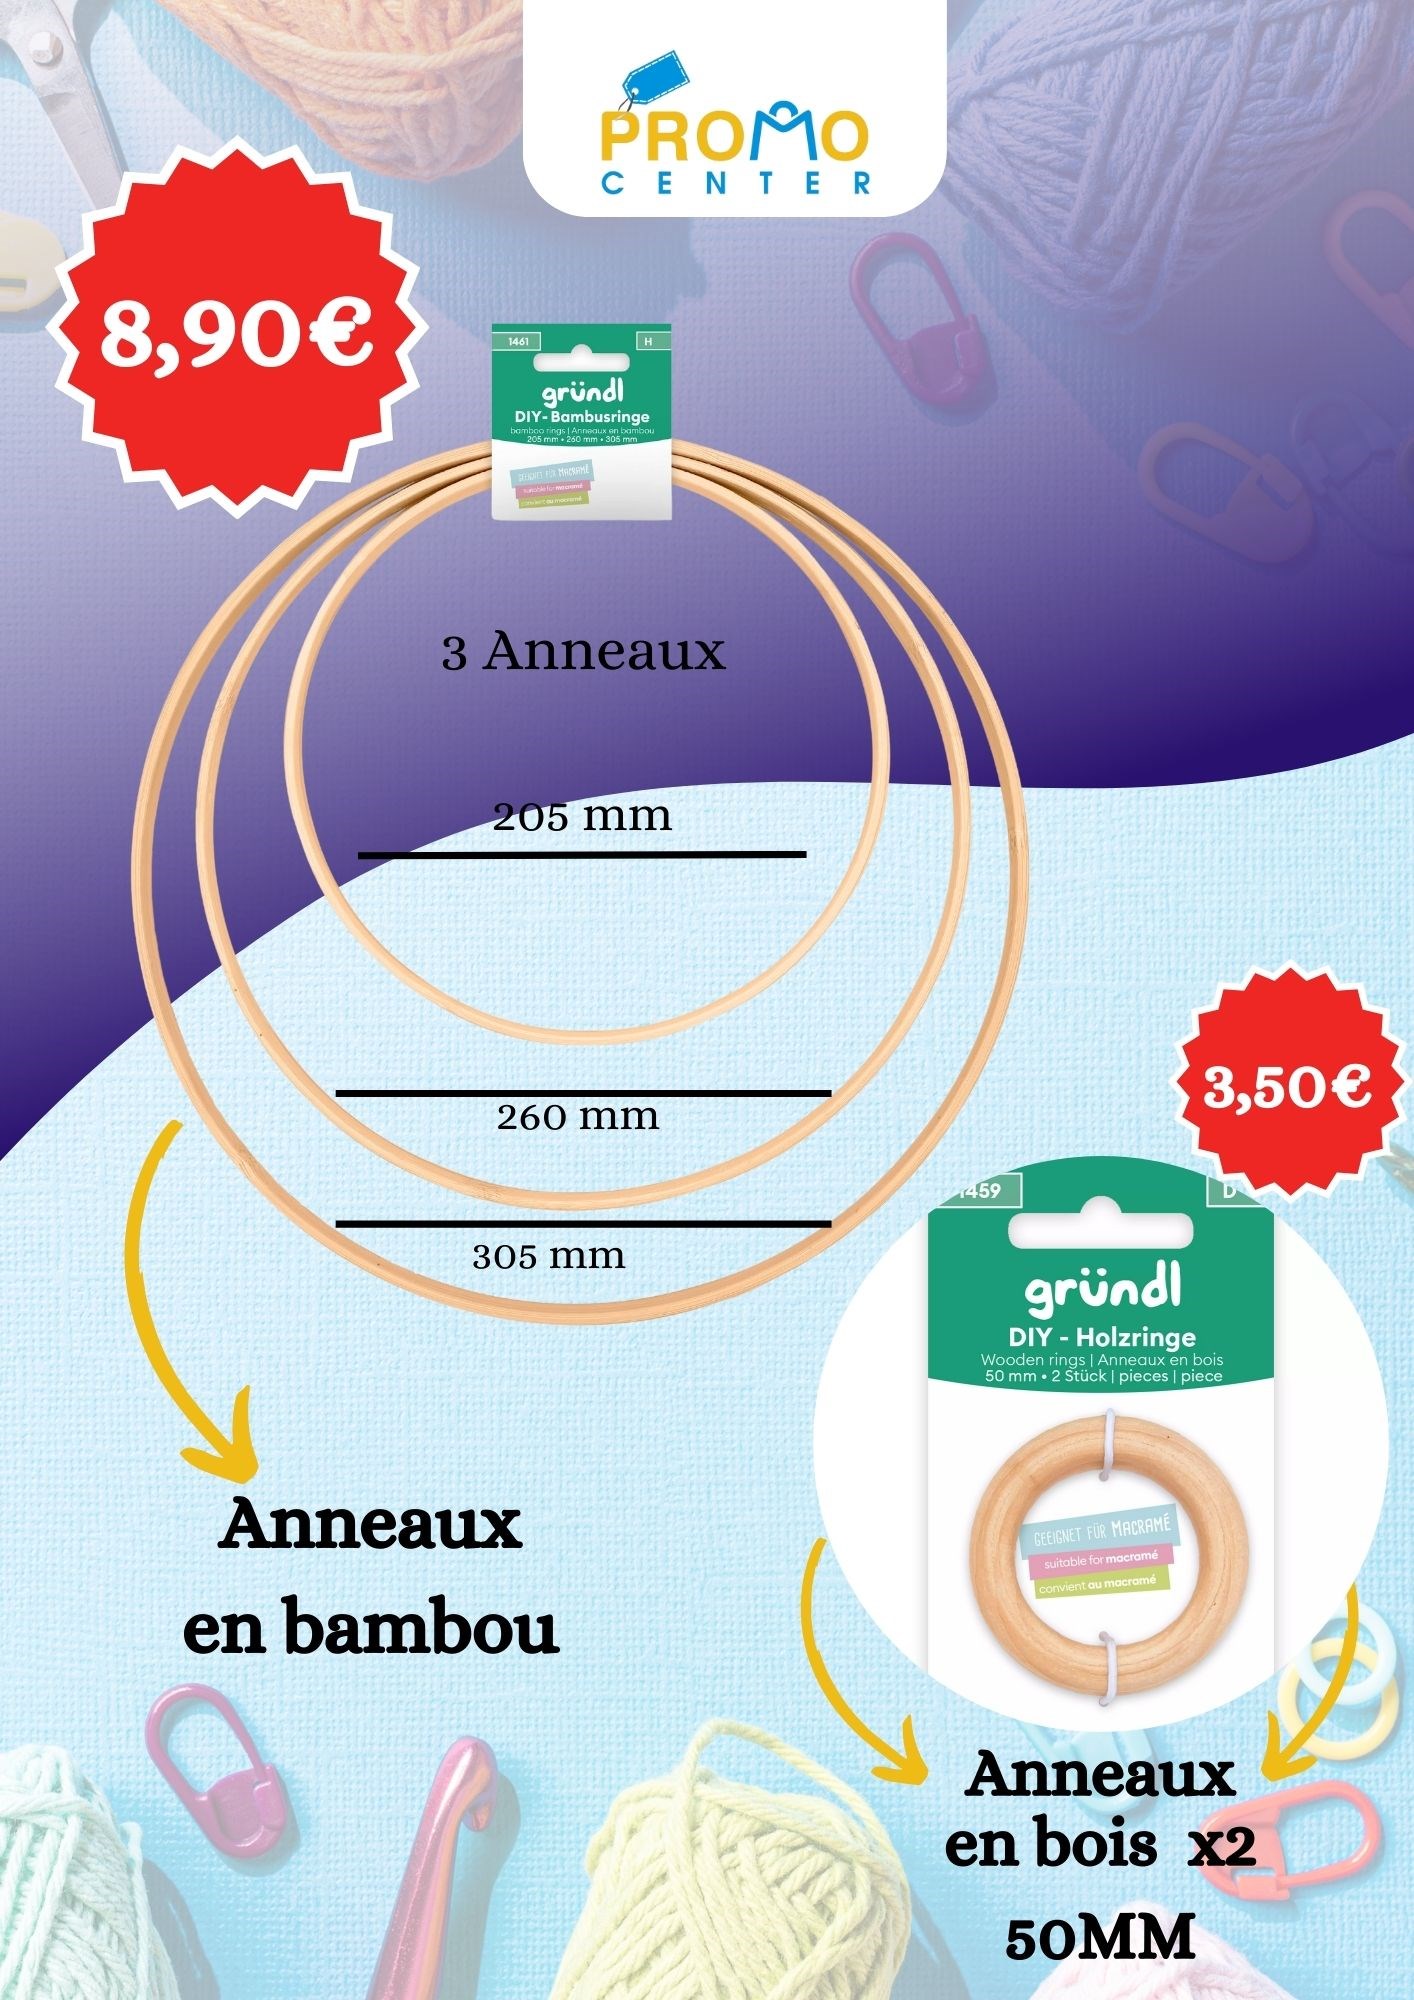 PROMO
CENTER
8,90€
1461
H
gründl
DIY-Bambusringe
bamboo rings | Anneaux en bambou
205 mm • 260 mm • 305 mm
GEEIGNET FÜR MACRAMÉ
suitable for macramé
convient au macramé
3 Anneaux
205 mm
260 mm
305 mm
3,50€
1459
D
gründl
DIY - Holzringe
Wooden rings | Anneaux en bois
50 mm • 2 Stück | pieces | piece
GEEIGNET FÜR MACRAMÉ
suitable for macramé
convient au macramé
Anneaux
en bambou
Anneaux
en bois x2
50MM